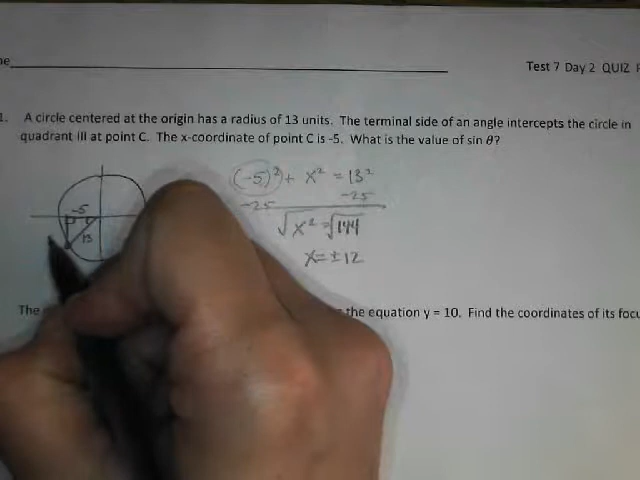 Test 7 Day 2 QUIZ
1. A circle centered at the origin has a radius of 13 units. The terminal side of an angle intercepts the circle in
quadrant III at point C. The x-coordinate of point C is -5. What is the value of sin θ?
(-5)² + x² = 13²
-25 -25
√x² = √144
x = ±12
-5
13
The the equation y = 10. Find the coordinates of its